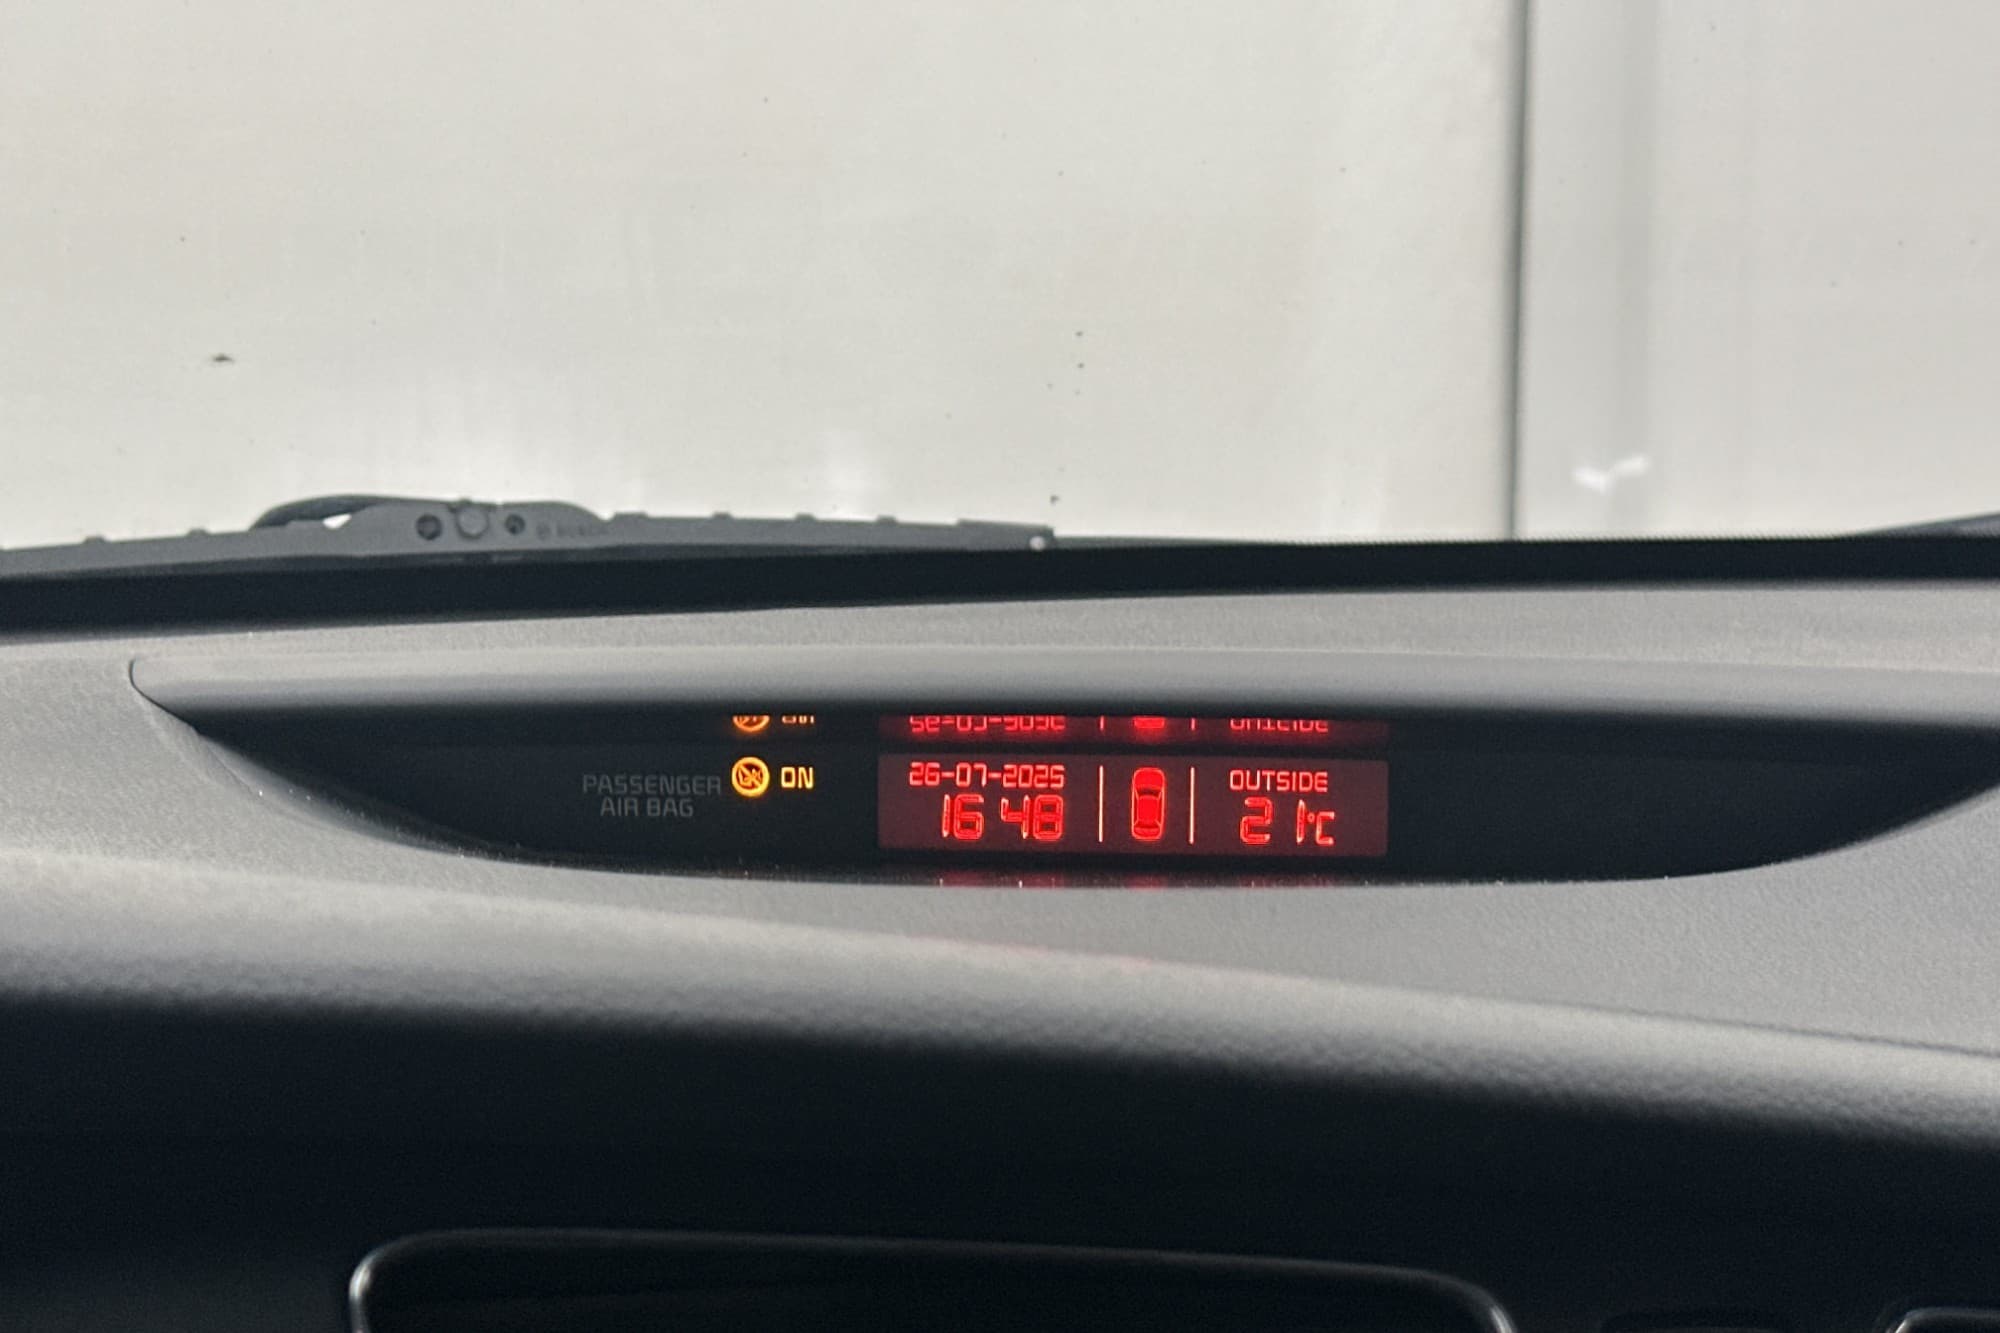 PASSENGER
AIR BAG
ON
26-07-2025
16 48
OUTSIDE
21°C